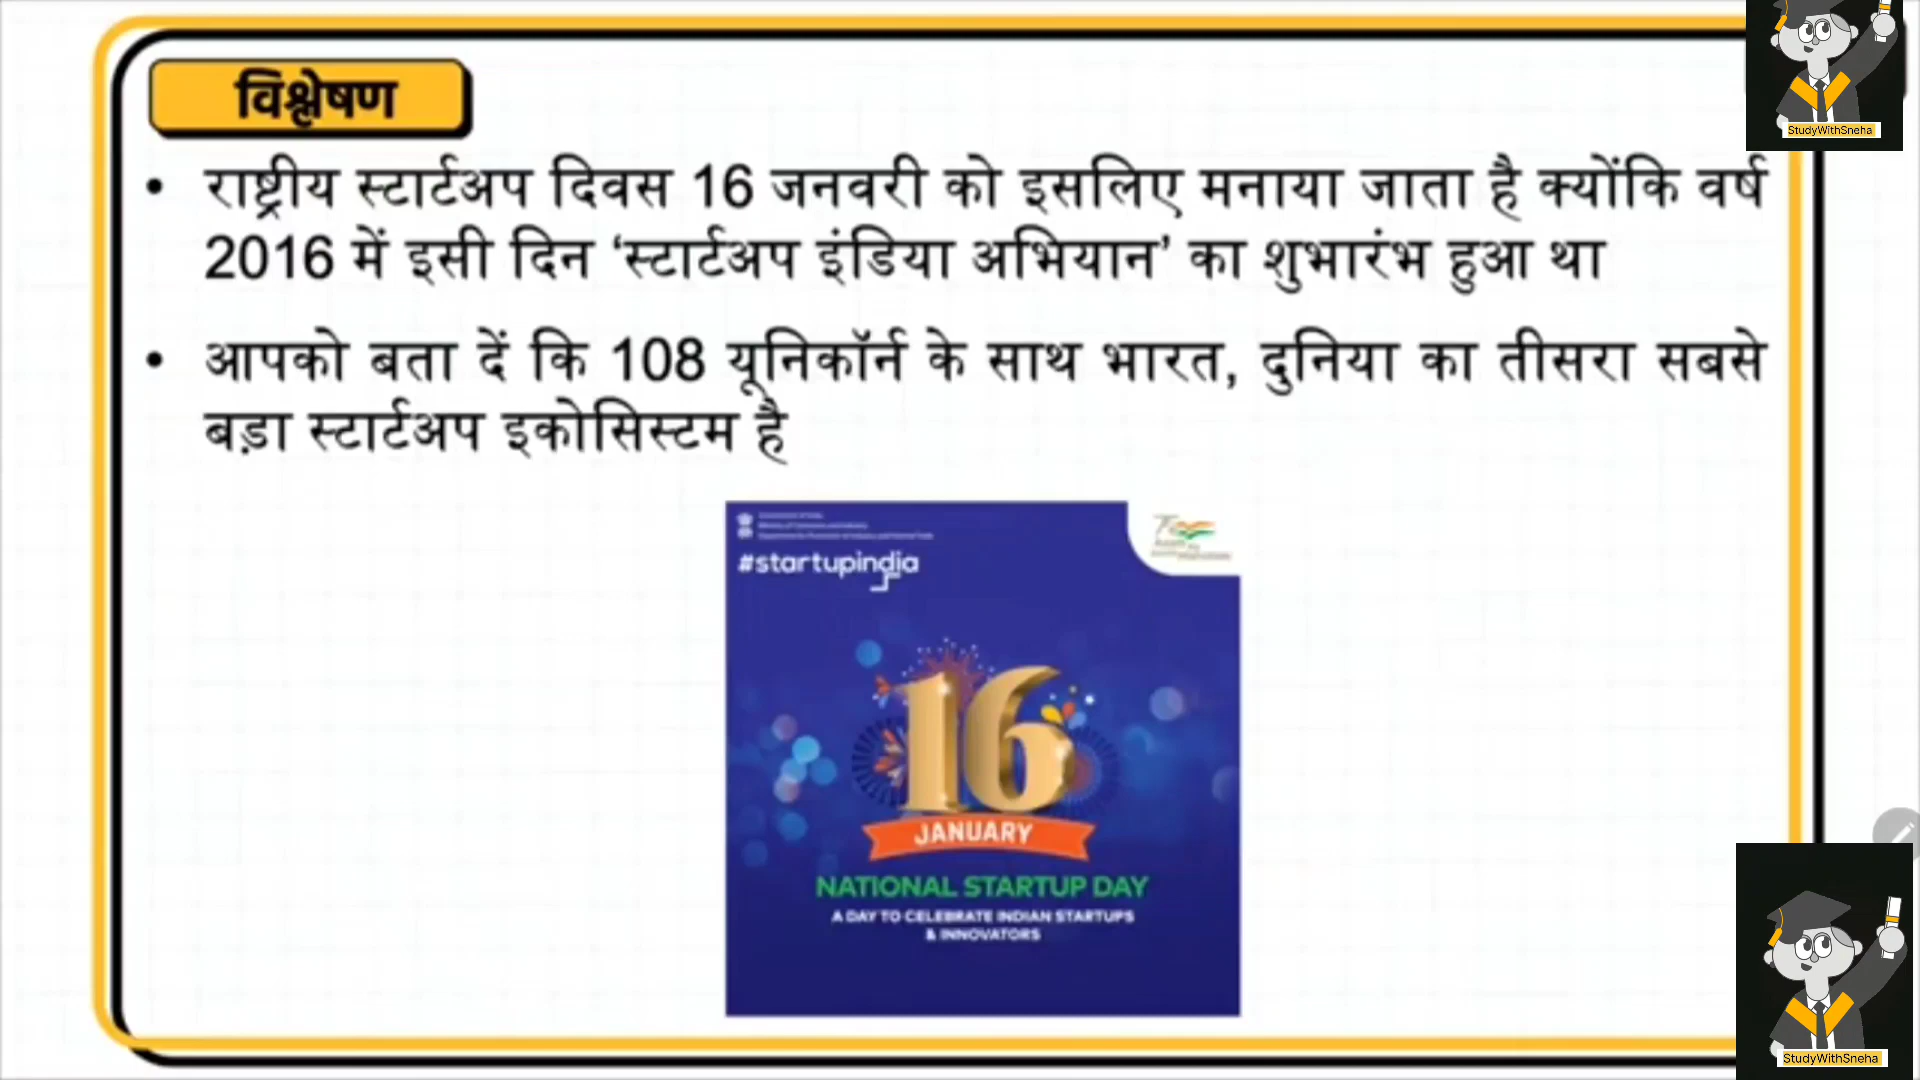 StudyWithSneha
विश्लेषण
• राष्ट्रीय स्टार्टअप दिवस 16 जनवरी को इसलिए मनाया जाता है क्योंकि वर्ष
2016 में इसी दिन ‘स्टार्टअप इंडिया अभियान’ का शुभारंभ हुआ था
• आपको बता दें कि 108 यूनिकॉर्न के साथ भारत, दुनिया का तीसरा सबसे
बड़ा स्टार्टअप इकोसिस्टम है
#startupindia
16
JANUARY
NATIONAL STARTUP DAY
A DAY TO CELEBRATE INDIAN STARTUPS
& INNOVATORS
StudyWithSneha